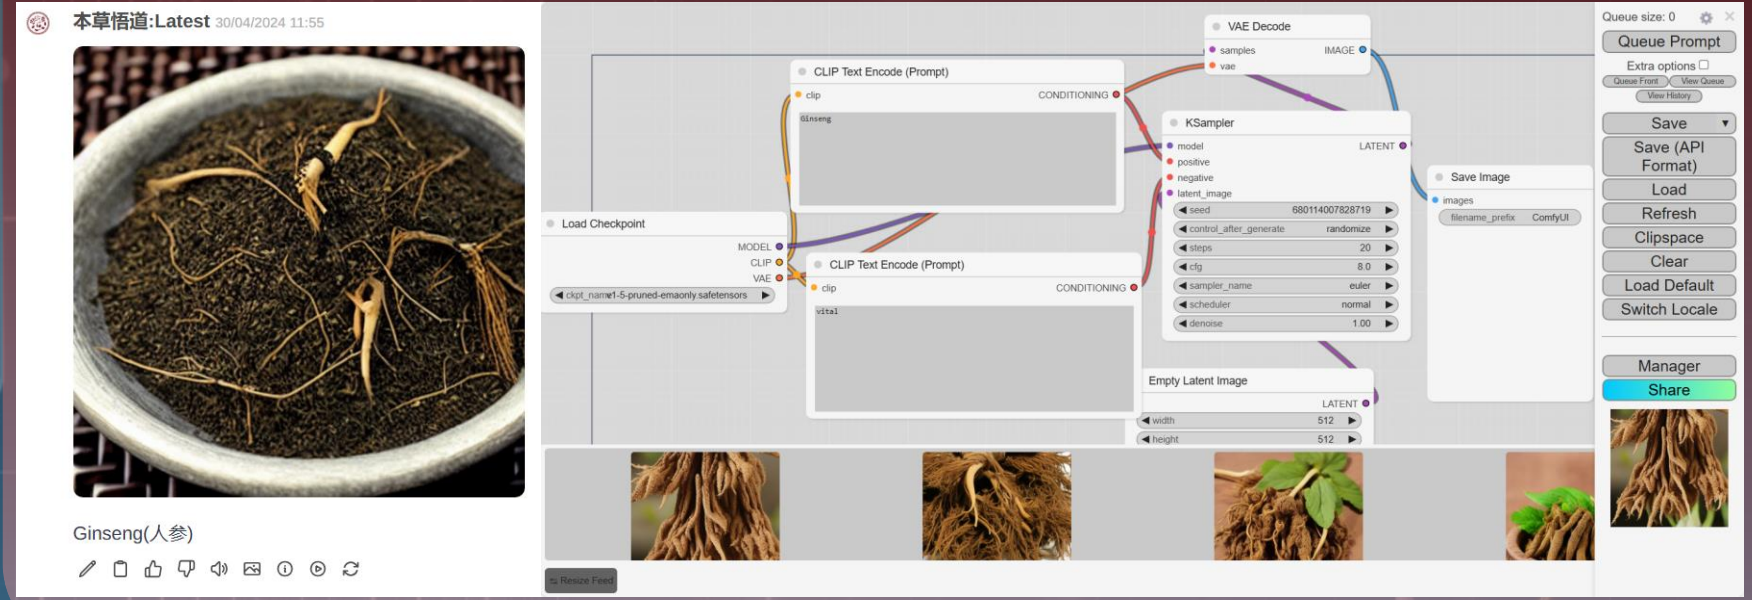 本草悟道:Latest 30/04/2024 11:55
Ginseng(人参)
Load Checkpoint
MODEL
CLIP
VAE
v1-5-pruned-emaonly.safetensors
CLIP Text Encode (Prompt)
clip CONDITIONING
Ginseng
CLIP Text Encode (Prompt)
clip CONDITIONING
vital
VAE Decode
samples IMAGE
vae
KSampler
model LATENT
positive
negative
latent_image
seed 680114007828719
control_after_generate randomize
steps 20
cfg 8.0
sampler_name euler
scheduler normal
denoise 1.00
Empty Latent Image
LATENT
width 512
height 512
Save Image
images
filename_prefix ComfyUI
Resize Feed
Queue size: 0
Queue Prompt
Extra options
Queue Front View Queue
View History
Save
Save (API
Format)
Load
Refresh
Clipspace
Clear
Load Default
Switch Locale
Manager
Share